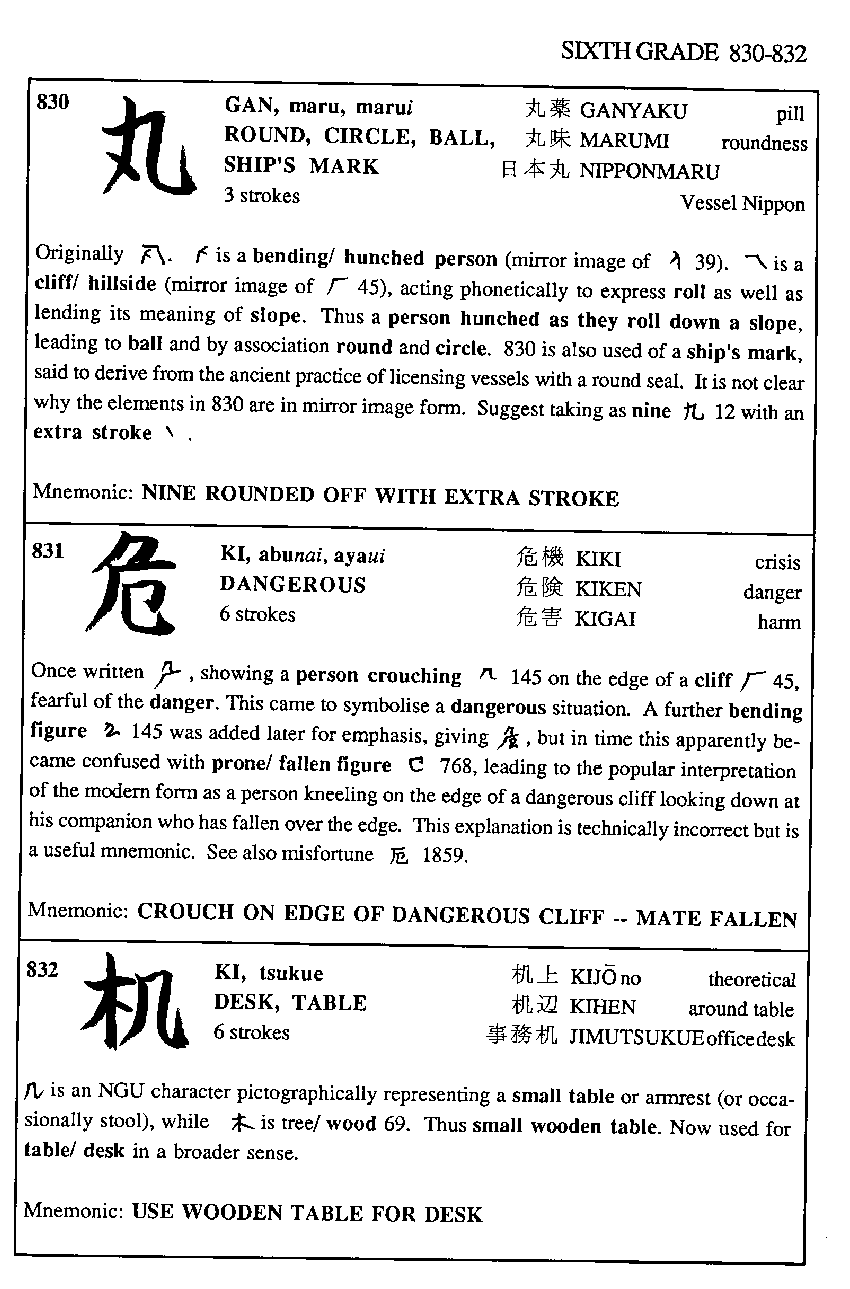 SIXTH GRADE 830-832
830
丸
GAN, maru, marui
ROUND, CIRCLE, BALL,
SHIP'S MARK
3 strokes
丸薬 GANYAKU pill
丸味 MARUMI roundness
日本丸 NIPPONMARU
Vessel Nippon
Originally . is a bending/ hunched person (mirror image of 39). is a
cliff/ hillside (mirror image of 厂 45), acting phonetically to express roll as well as
lending its meaning of slope. Thus a person hunched as they roll down a slope,
leading to ball and by association round and circle. 830 is also used of a ship's mark,
said to derive from the ancient practice of licensing vessels with a round seal. It is not clear
why the elements in 830 are in mirror image form. Suggest taking as nine 九 12 with an
extra stroke 丶 .
Mnemonic: NINE ROUNDED OFF WITH EXTRA STROKE
831
危
KI, abunai, ayaui
DANGEROUS
6 strokes
危機 KIKI crisis
危険 KIKEN danger
危害 KIGAI harm
Once written , showing a person crouching 145 on the edge of a cliff 厂 45,
fearful of the danger. This came to symbolise a dangerous situation. A further bending
figure 145 was added later for emphasis, giving , but in time this apparently be-
came confused with prone/ fallen figure 768, leading to the popular interpretation
of the modern form as a person kneeling on the edge of a dangerous cliff looking down at
his companion who has fallen over the edge. This explanation is technically incorrect but is
a useful mnemonic. See also misfortune 厄 1859.
Mnemonic: CROUCH ON EDGE OF DANGEROUS CLIFF -- MATE FALLEN
832
机
KI, tsukue
DESK, TABLE
6 strokes
机上 KIJŌ no theoretical
机辺 KIHEN around table
事務机 JIMUTSUKUE office desk
几 is an NGU character pictographically representing a small table or armrest (or occa-
sionally stool), while 木 is tree/ wood 69. Thus small wooden table. Now used for
table/ desk in a broader sense.
Mnemonic: USE WOODEN TABLE FOR DESK